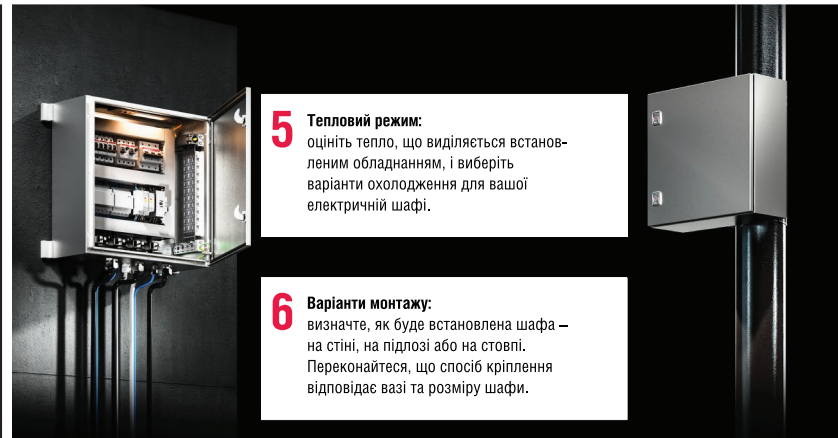 5
Тепловий режим:
оцініть тепло, що виділяється встанов-
леним обладнанням, і виберіть
варіанти охолодження для вашої
електричній шафі.
6
Варіанти монтажу:
визначте, як буде встановлена шафа –
на стіні, на підлозі або на стовпі.
Переконайтеся, що спосіб кріплення
відповідає вазі та розміру шафи.